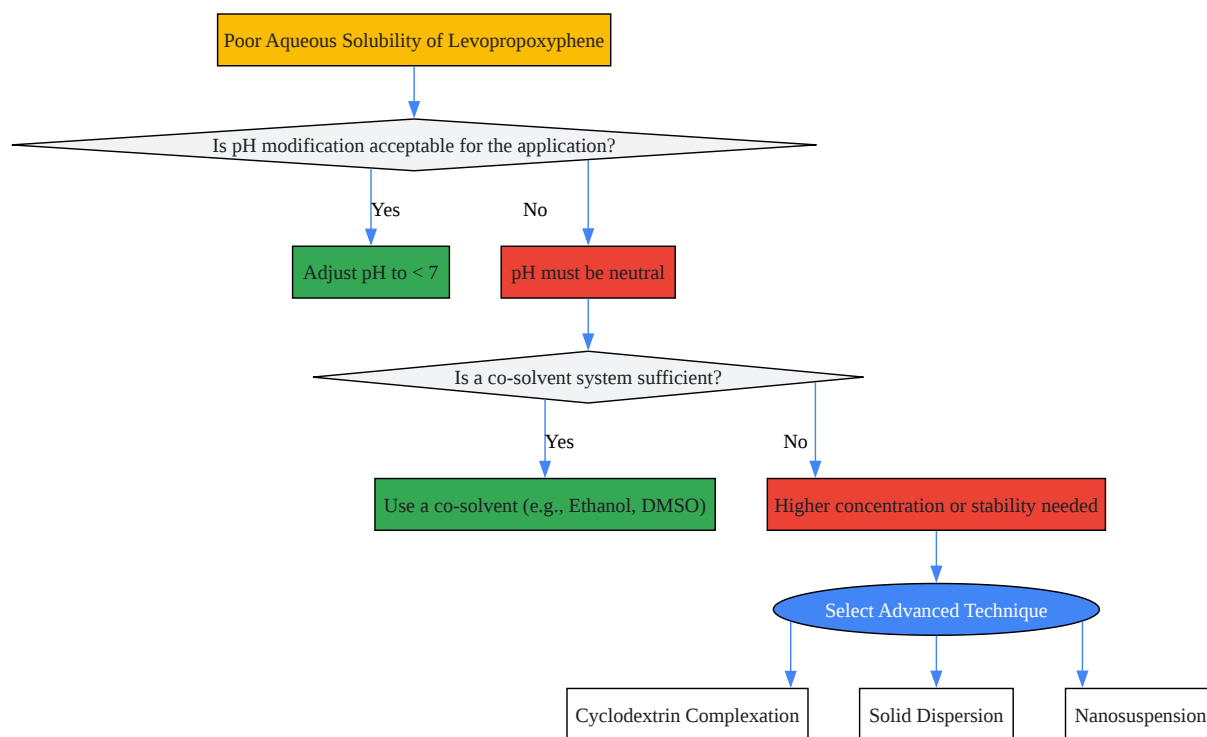 Poor Aqueous Solubility of Levopropoxyphene
Is pH modification acceptable for the application?
Yes
No
Adjust pH to < 7
pH must be neutral
Is a co-solvent system sufficient?
Yes
No
Use a co-solvent (e.g., Ethanol, DMSO)
Higher concentration or stability needed
Select Advanced Technique
Cyclodextrin Complexation
Solid Dispersion
Nanosuspension